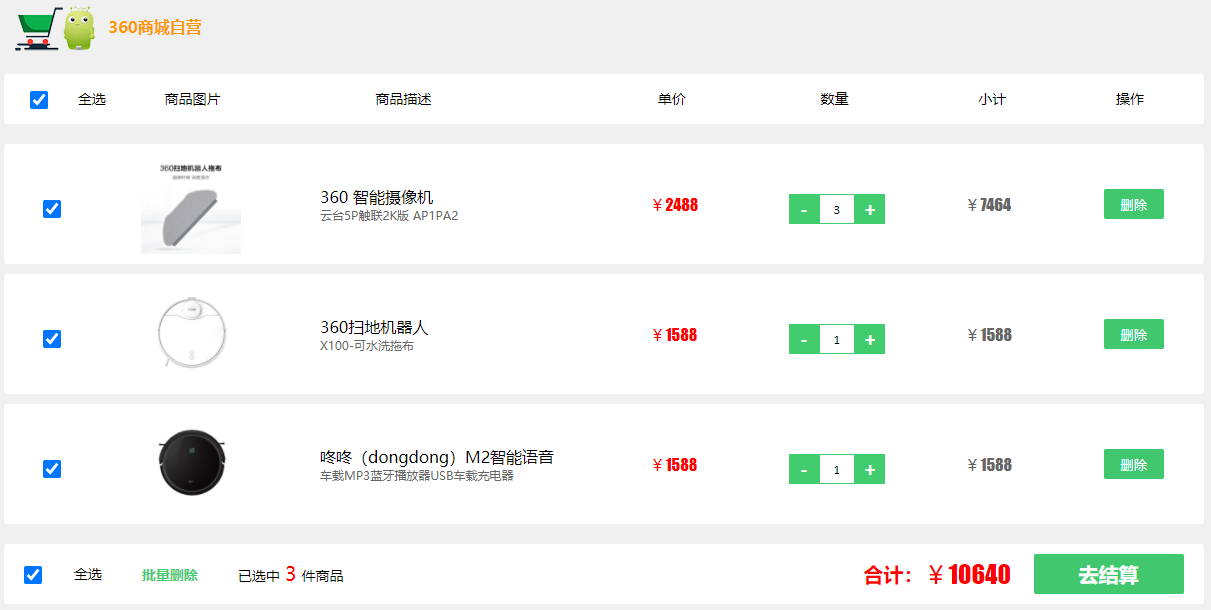 360商城自营
全选 商品图片 商品描述 单价 数量 小计 操作
360扫地机器人拖布
360 智能摄像机
云台5P触联2K版 AP1PA2
￥2488
- 3 +
￥7464
删除
360扫地机器人
X100-可水洗拖布
￥1588
- 1 +
￥1588
删除
咚咚（dongdong）M2智能语音
车载MP3蓝牙播放器USB车载充电器
￥1588
- 1 +
￥1588
删除
全选 批量删除 已选中 3 件商品 合计：￥10640 去结算